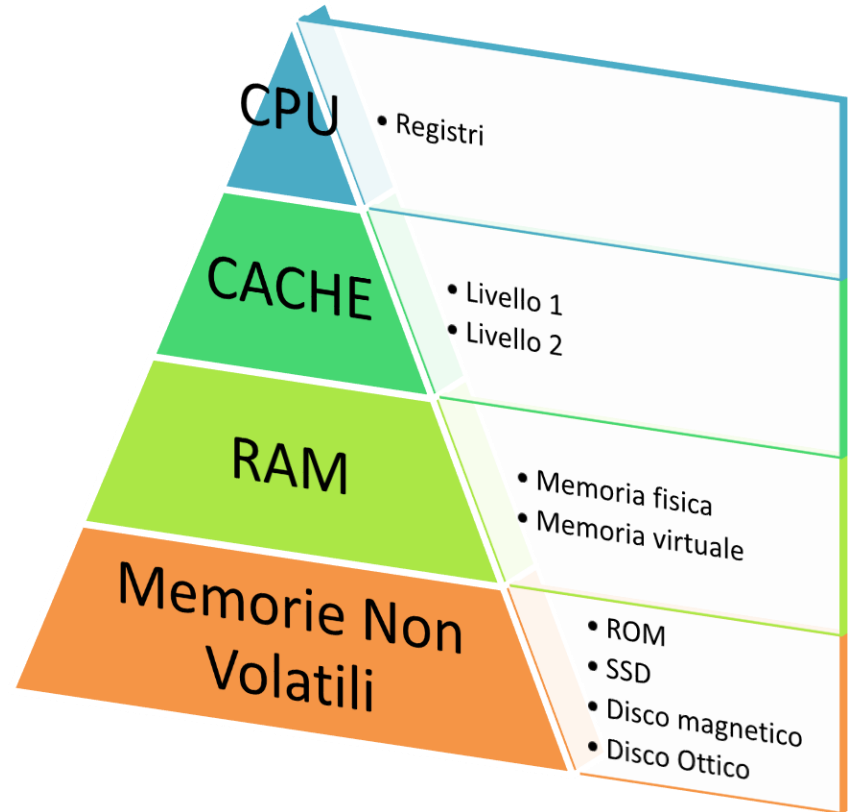 CPU
• Registri
CACHE
• Livello 1
• Livello 2
RAM
• Memoria fisica
• Memoria virtuale
Memorie Non
Volatili
• ROM
• SSD
• Disco magnetico
• Disco Ottico